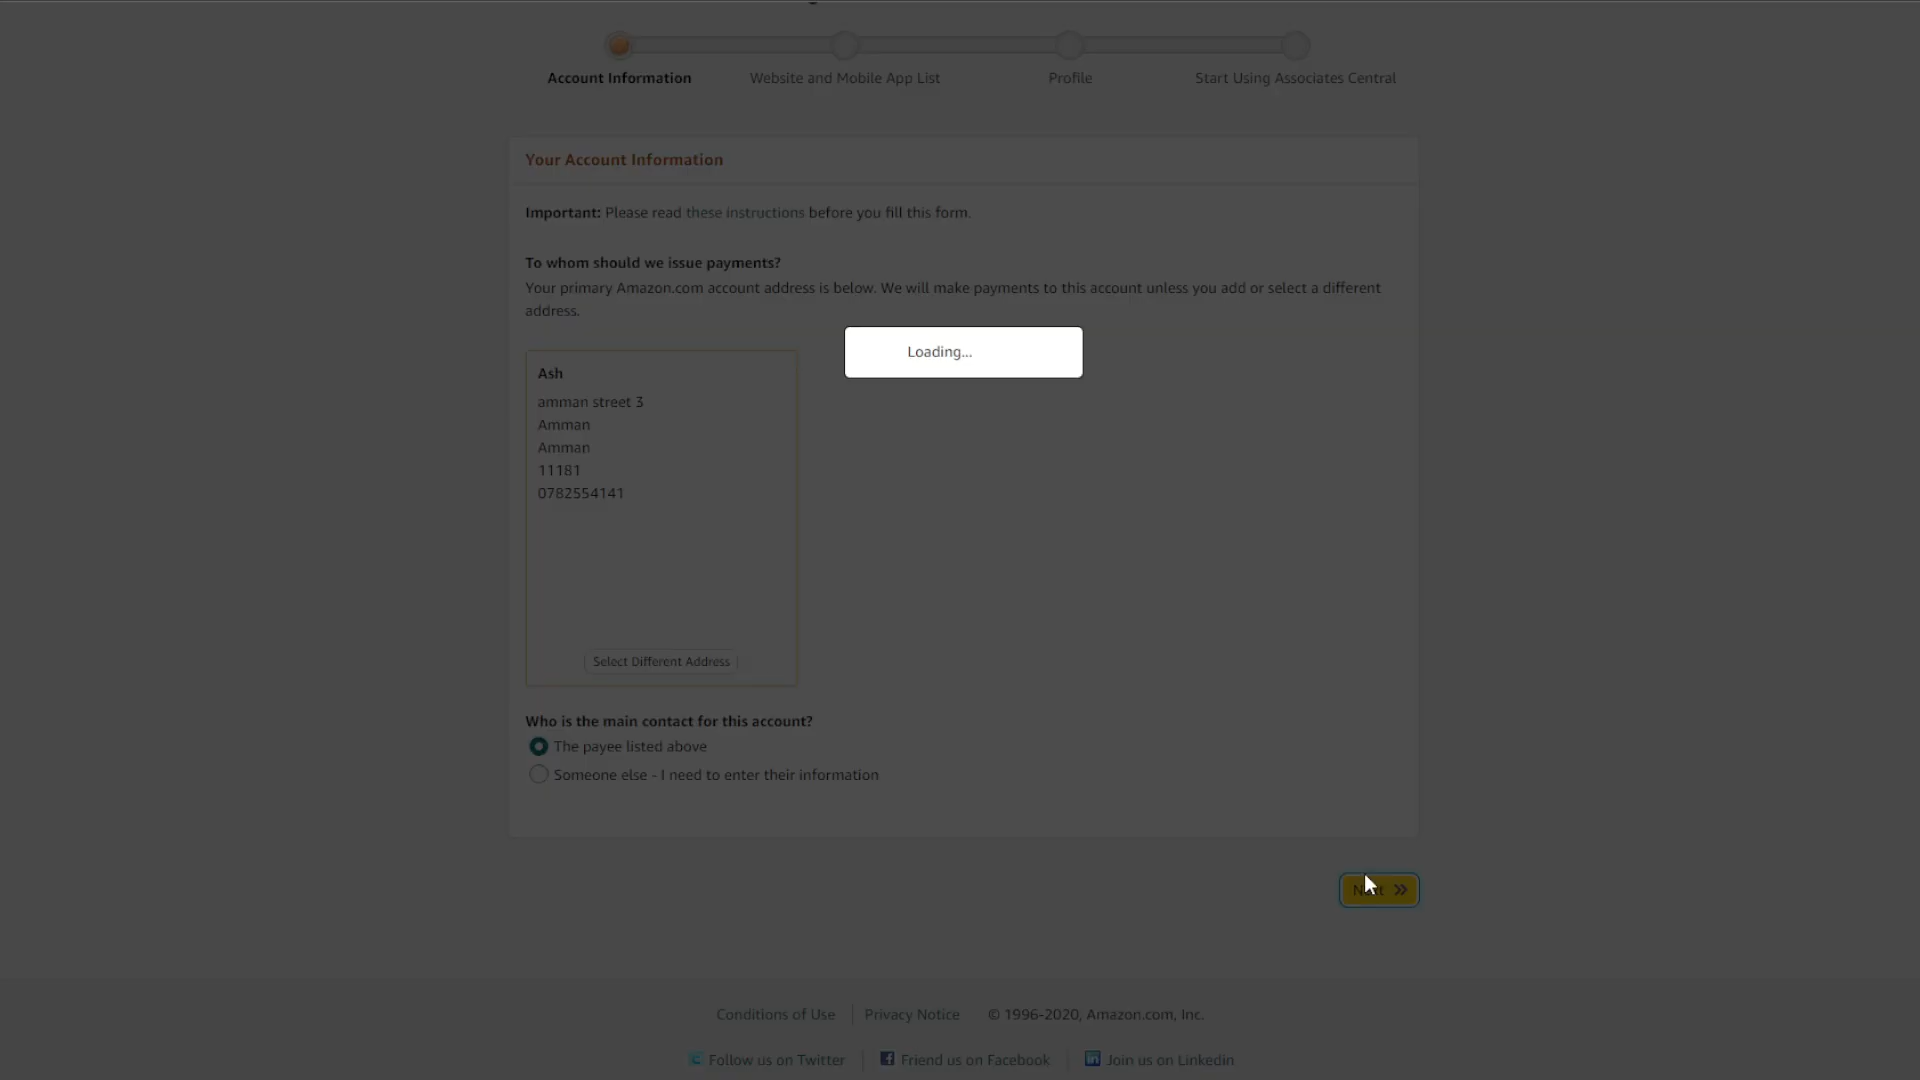 Account Information
Website and Mobile App List
Profile
Start Using Associates Central
Your Account Information
Important: Please read these instructions before you fill this form.
To whom should we issue payments?
Your primary Amazon.com account address is below. We will make payments to this account unless you add or select a different
address.
Loading...
Ash
amman street 3
Amman
Amman
11181
0782554141
Select Different Address
Who is the main contact for this account?
The payee listed above
Someone else - I need to enter their information
Next
Conditions of Use
Privacy Notice
© 1996-2020, Amazon.com, Inc.
Follow us on Twitter
Friend us on Facebook
Join us on Linkedin